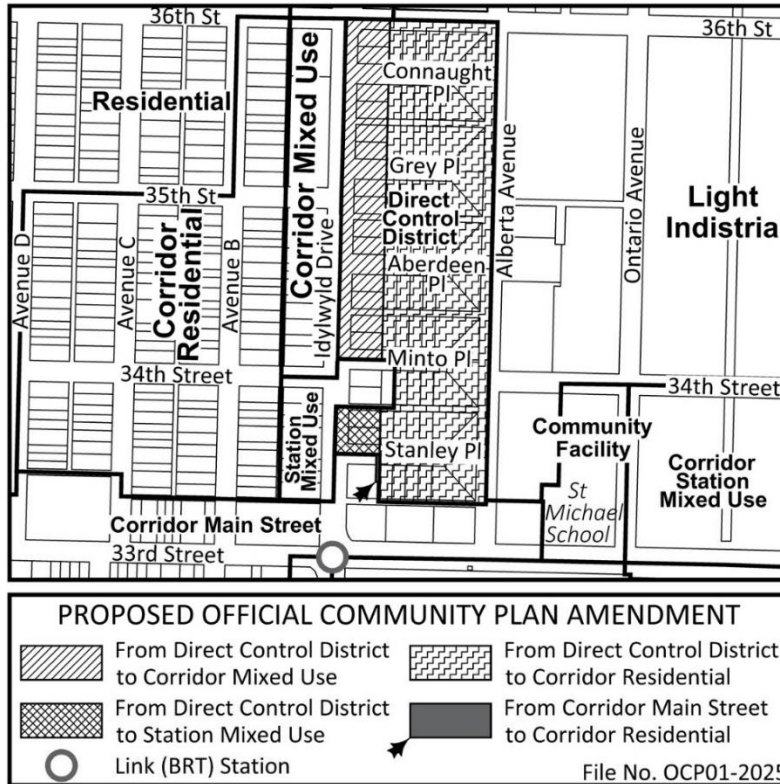 36th St
36th St
Connaught
Pl
Residential
Corridor Mixed Use
Grey Pl
Alberta Avenue
Ontario Avenue
Light
Indistria
35th St
Direct
Control
District
Avenue D
Avenue C
Corridor
Residential
Avenue B
Idylwyld Drive
Aberdeen
Pl
Minto Pl
34th Street
34th Street
Station
Mixed Use
Community
Facility
Stanley Pl
Corridor
Station
Mixed Use
St
Michael
School
Corridor Main Street
33rd Street
PROPOSED OFFICIAL COMMUNITY PLAN AMENDMENT
From Direct Control District
to Corridor Mixed Use
From Direct Control District
to Corridor Residential
From Direct Control District
to Station Mixed Use
From Corridor Main Street
to Corridor Residential
Link (BRT) Station
File No. OCP01-2025